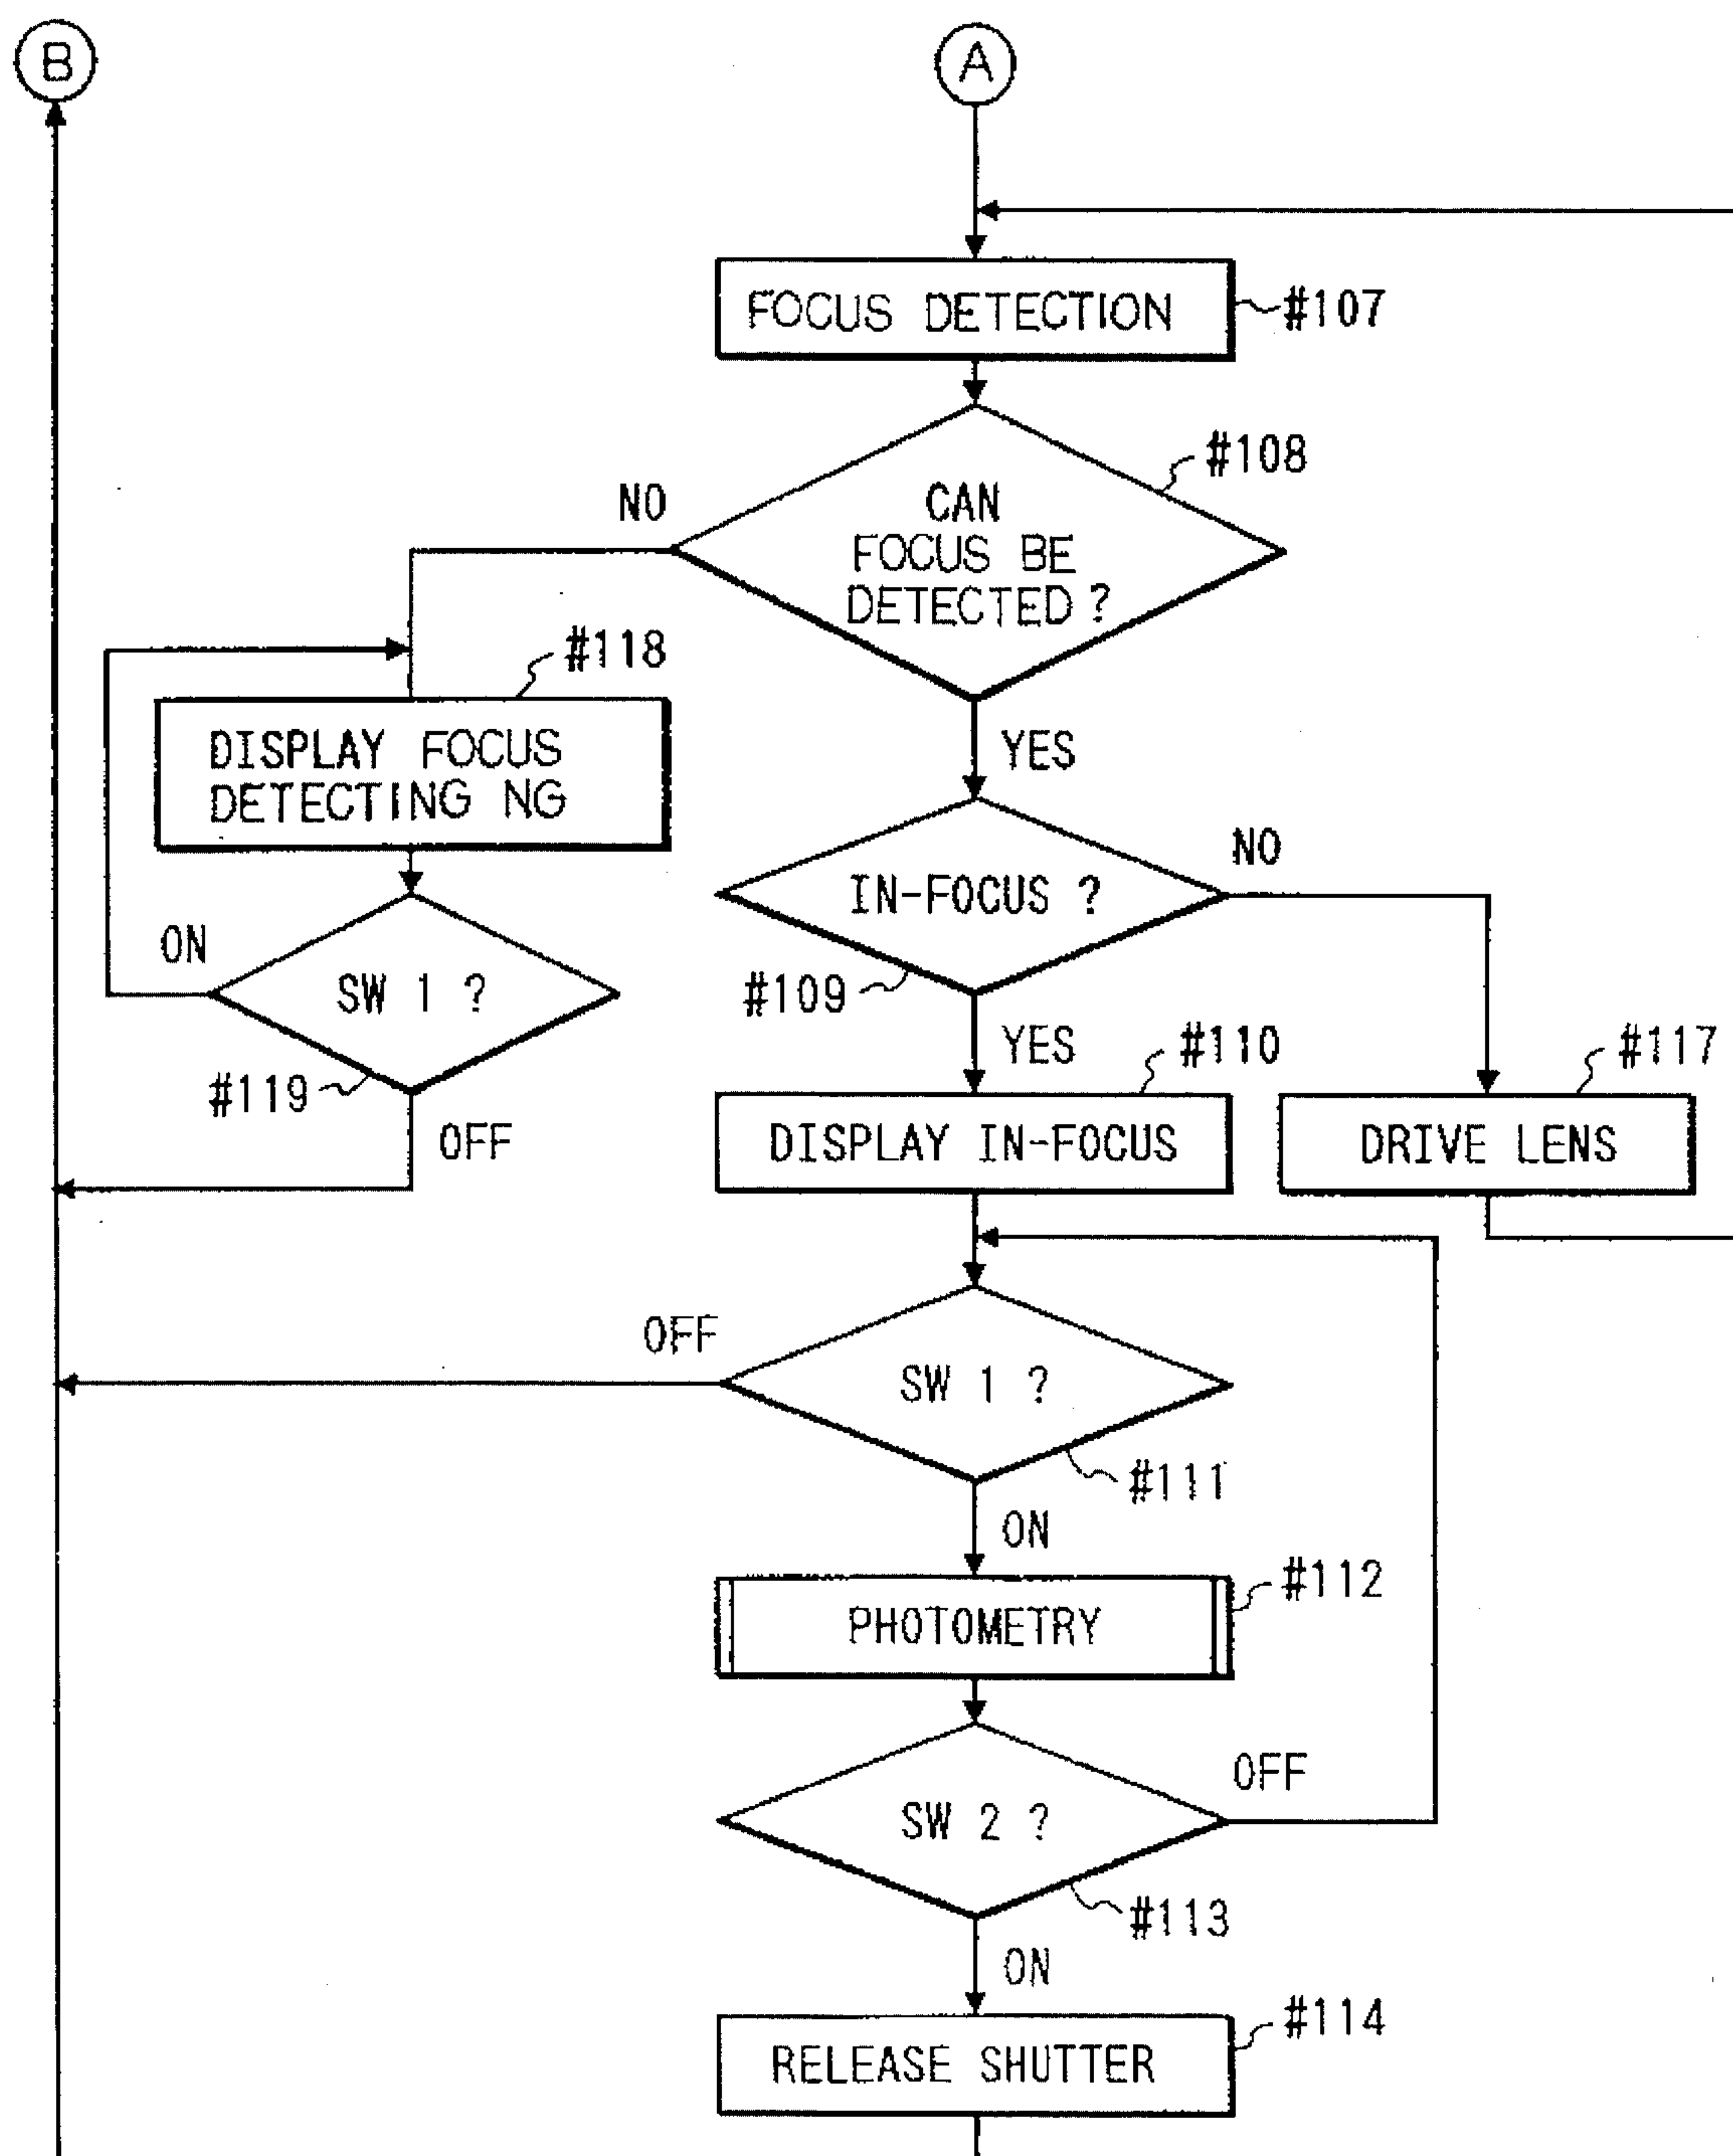 B
A
FOCUS DETECTION
#107
#108
NO
CAN
FOCUS BE
DETECTED ?
#118
DISPLAY FOCUS
DETECTING NG
YES
NO
IN-FOCUS ?
#109
ON
SW 1 ?
#119
OFF
YES
#110
#117
DISPLAY IN-FOCUS
DRIVE LENS
OFF
SW 1 ?
#111
ON
#112
PHOTOMETRY
OFF
SW 2 ?
#113
ON
#114
RELEASE SHUTTER